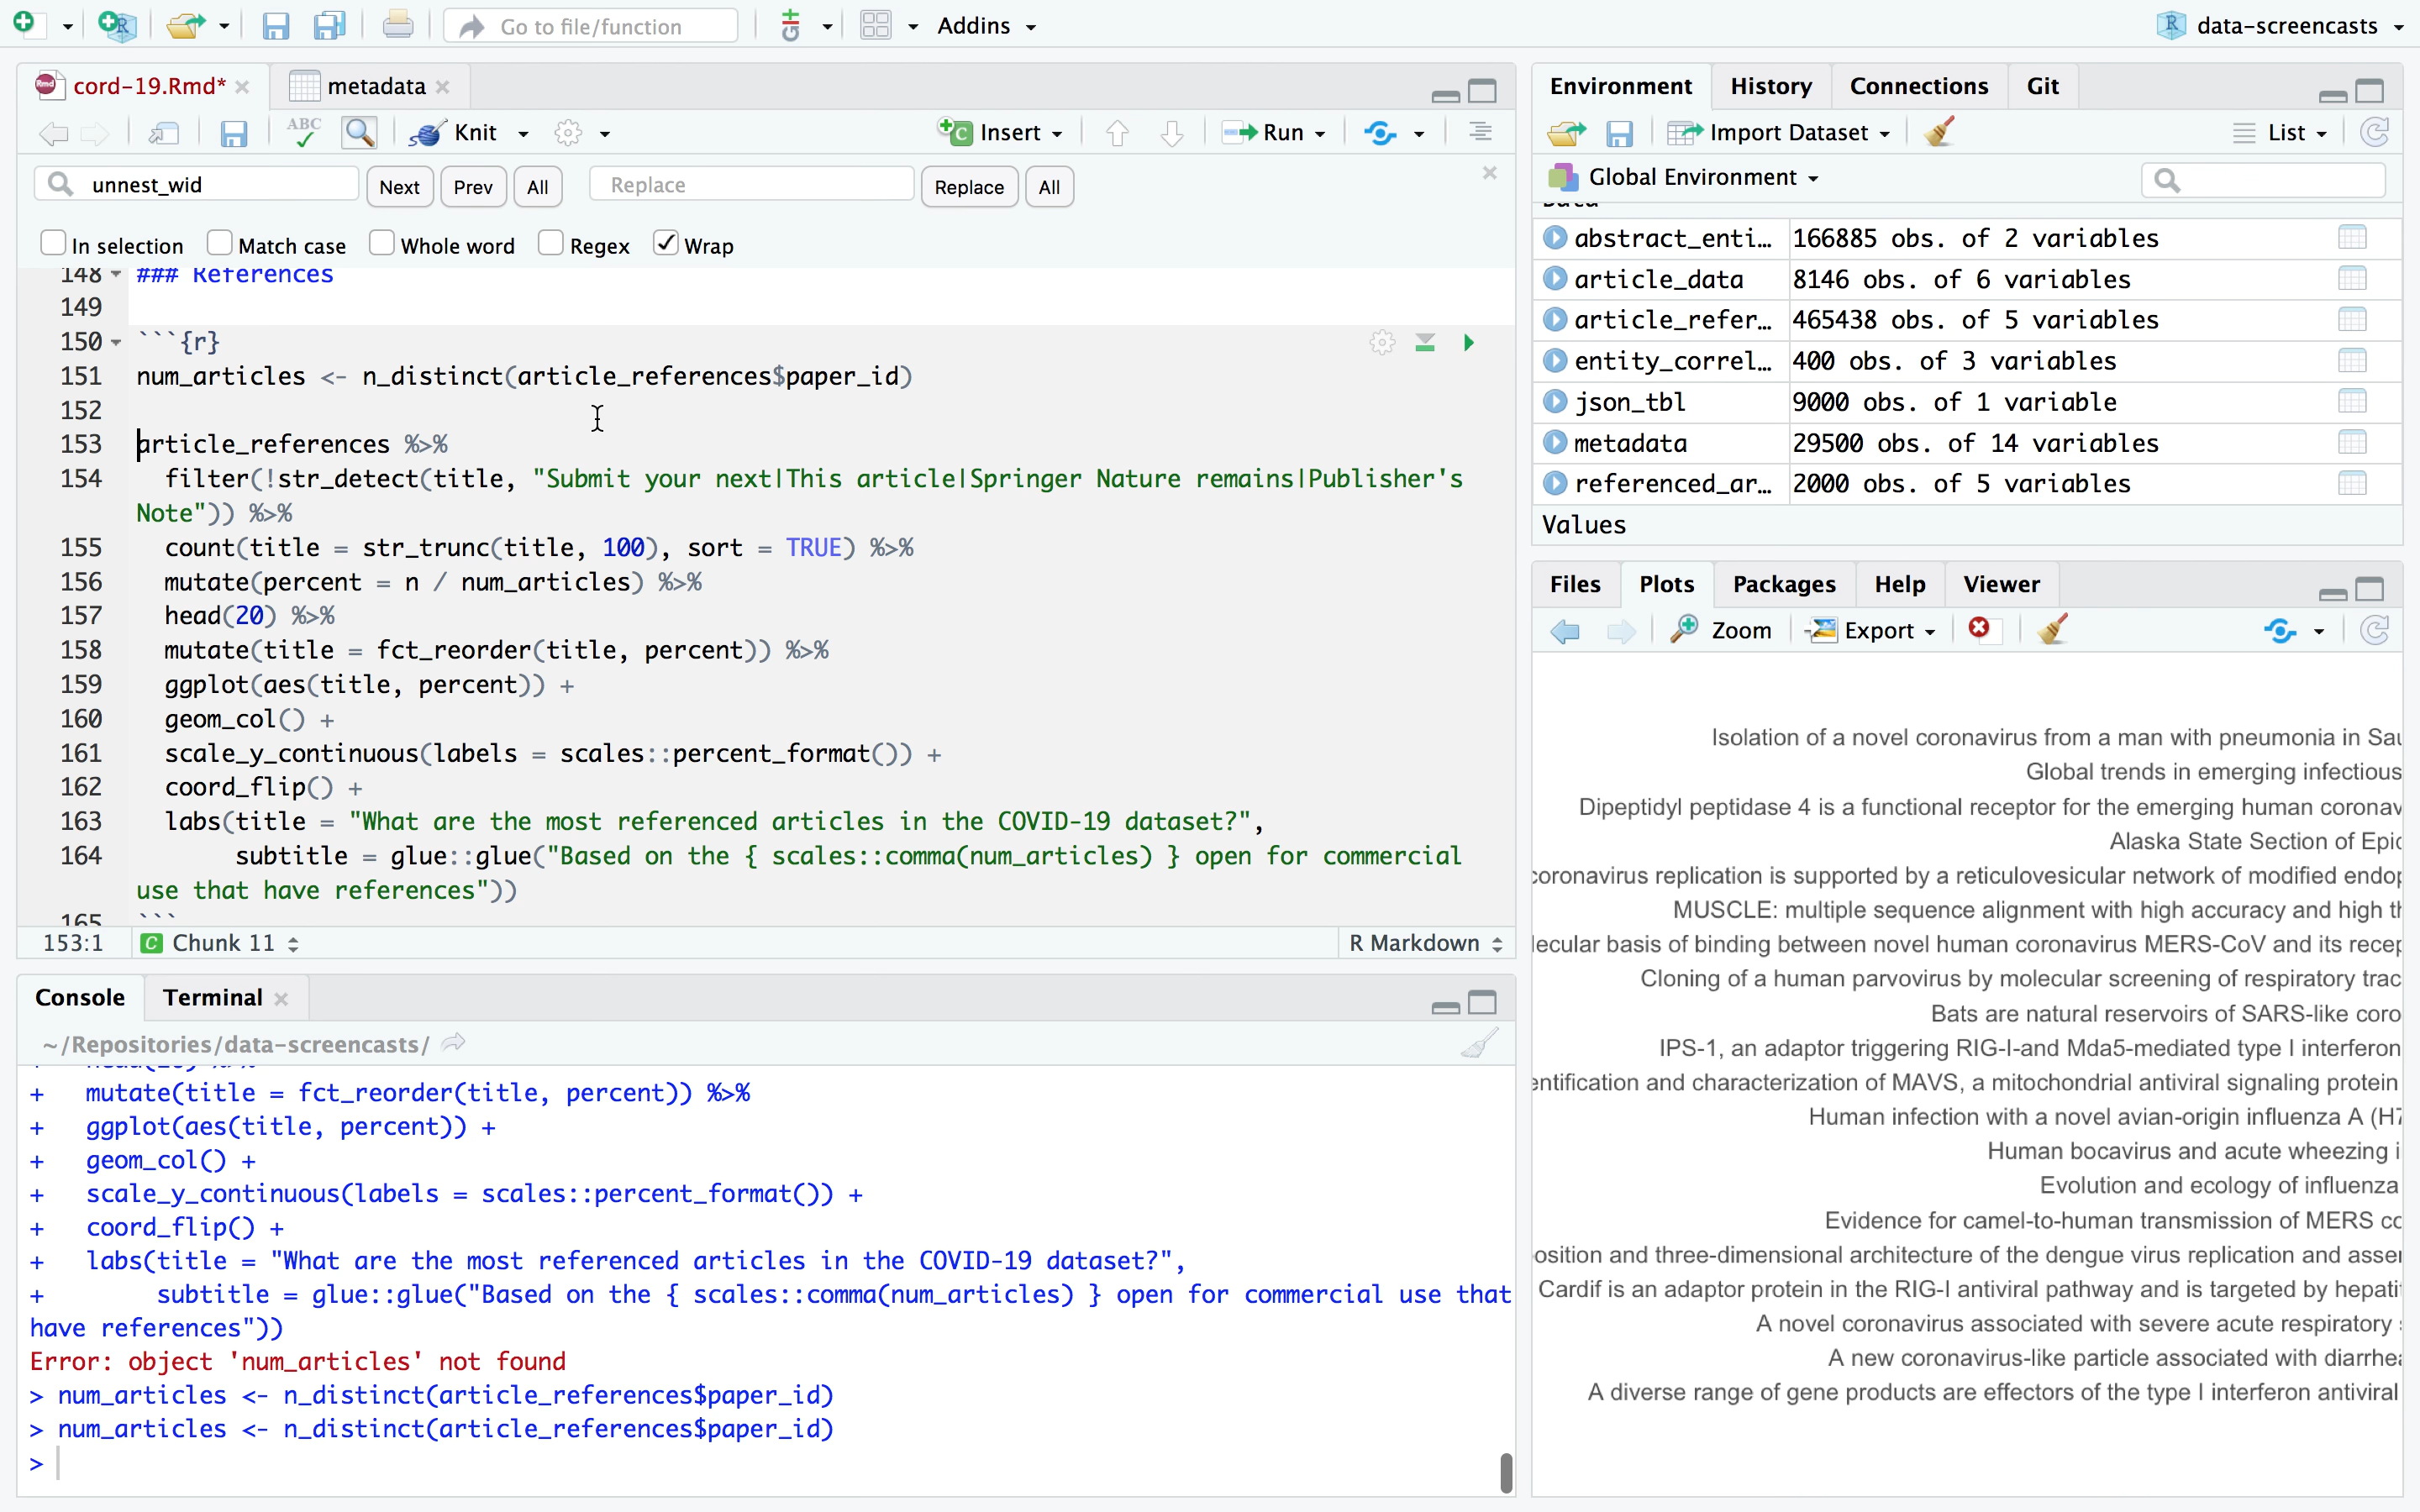 Go to file/function
Addins
data-screencasts
cord-19.Rmd*
metadata
ABC
Knit
Insert
Run
unnest_wid
Next
Prev
All
Replace
Replace
All
In selection
Match case
Whole word
Regex
Wrap
148 ### References
149
150 ```{r}
151 num_articles <- n_distinct(article_references$paper_id)
152
153 article_references %>%
154 filter(!str_detect(title, "Submit your next|This article|Springer Nature remains|Publisher's
Note")) %>%
155 count(title = str_trunc(title, 100), sort = TRUE) %>%
156 mutate(percent = n / num_articles) %>%
157 head(20) %>%
158 mutate(title = fct_reorder(title, percent)) %>%
159 ggplot(aes(title, percent)) +
160 geom_col() +
161 scale_y_continuous(labels = scales::percent_format()) +
162 coord_flip() +
163 labs(title = "What are the most referenced articles in the COVID-19 dataset?",
164 subtitle = glue::glue("Based on the { scales::comma(num_articles) } open for commercial
use that have references"))
165 ```
153:1
Chunk 11
R Markdown
Console
Terminal
~/Repositories/data-screencasts/
+ mutate(title = fct_reorder(title, percent)) %>%
+ ggplot(aes(title, percent)) +
+ geom_col() +
+ scale_y_continuous(labels = scales::percent_format()) +
+ coord_flip() +
+ labs(title = "What are the most referenced articles in the COVID-19 dataset?",
+ subtitle = glue::glue("Based on the { scales::comma(num_articles) } open for commercial use that
have references"))
Error: object 'num_articles' not found
> num_articles <- n_distinct(article_references$paper_id)
> num_articles <- n_distinct(article_references$paper_id)
>
Environment
History
Connections
Git
Import Dataset
List
Global Environment
Data
abstract_enti... 166885 obs. of 2 variables
article_data 8146 obs. of 6 variables
article_refer... 465438 obs. of 5 variables
entity_correl... 400 obs. of 3 variables
json_tbl 9000 obs. of 1 variable
metadata 29500 obs. of 14 variables
referenced_ar... 2000 obs. of 5 variables
Values
Files
Plots
Packages
Help
Viewer
Zoom
Export
Isolation of a novel coronavirus from a man with pneumonia in Sau
Global trends in emerging infectious
Dipeptidyl peptidase 4 is a functional receptor for the emerging human coronav
Alaska State Section of Epid
coronavirus replication is supported by a reticulovesicular network of modified endop
MUSCLE: multiple sequence alignment with high accuracy and high th
lecular basis of binding between novel human coronavirus MERS-CoV and its recep
Cloning of a human parvovirus by molecular screening of respiratory trac
Bats are natural reservoirs of SARS-like coro
IPS-1, an adaptor triggering RIG-I-and Mda5-mediated type I interferon
entification and characterization of MAVS, a mitochondrial antiviral signaling protein
Human infection with a novel avian-origin influenza A (H7
Human bocavirus and acute wheezing i
Evolution and ecology of influenza
Evidence for camel-to-human transmission of MERS co
osition and three-dimensional architecture of the dengue virus replication and asser
Cardif is an adaptor protein in the RIG-I antiviral pathway and is targeted by hepatit
A novel coronavirus associated with severe acute respiratory
A new coronavirus-like particle associated with diarrhea
A diverse range of gene products are effectors of the type I interferon antiviral